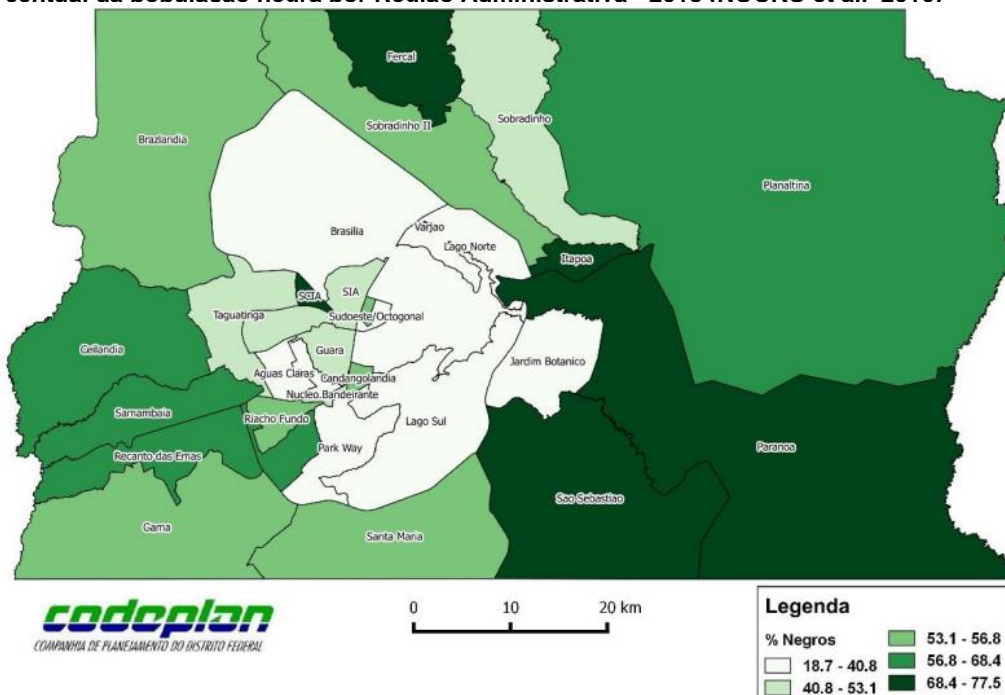 Fercal
Sobradinho II
Sobradinho
Brazlandia
Planaltina
Brasilia
Varjao
Lago Norte
Itapoa
SCIA
SIA
Taguatinga
Sudoeste/Octogonal
Ceilandia
Guara
Jardim Botanico
Aguas Claras
Candangolandia
Nucleo.Bandeirante
Samambaia
Riacho Fundo
Lago Sul
Park Way
Paranoa
Recanto das Emas
Sao Sebastiao
Gama
Santa Maria
codeplan
COMPANHIA DE PLANEJAMENTO DO DISTRITO FEDERAL
0 10 20 km
Legenda
% Negros
18.7 - 40.8
40.8 - 53.1
53.1 - 56.8
56.8 - 68.4
68.4 - 77.5